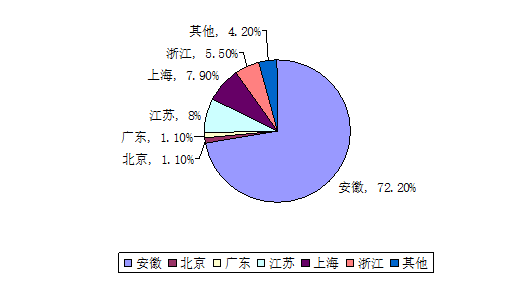 其他, 4.20%
浙江, 5.50%
上海, 7.90%
江苏, 8%
广东, 1.10%
北京, 1.10%
安徽, 72.20%
安徽 北京 广东 江苏 上海 浙江 其他